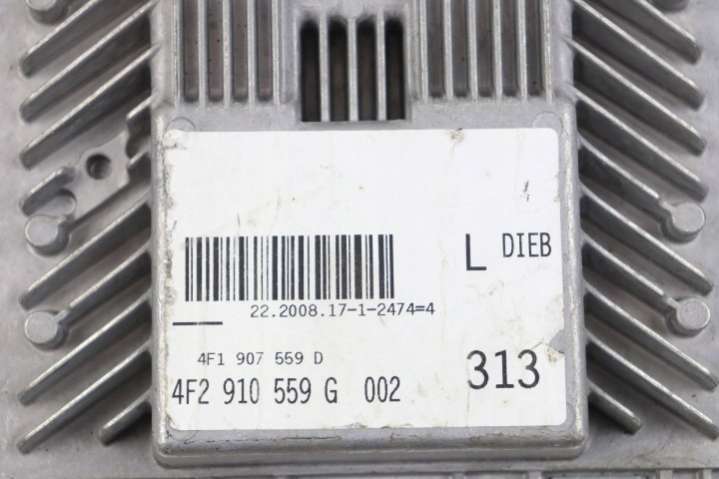 L DIEB
22.2008.17-1-2474=4
4F1 907 559 D
4F2 910 559 G 002
313